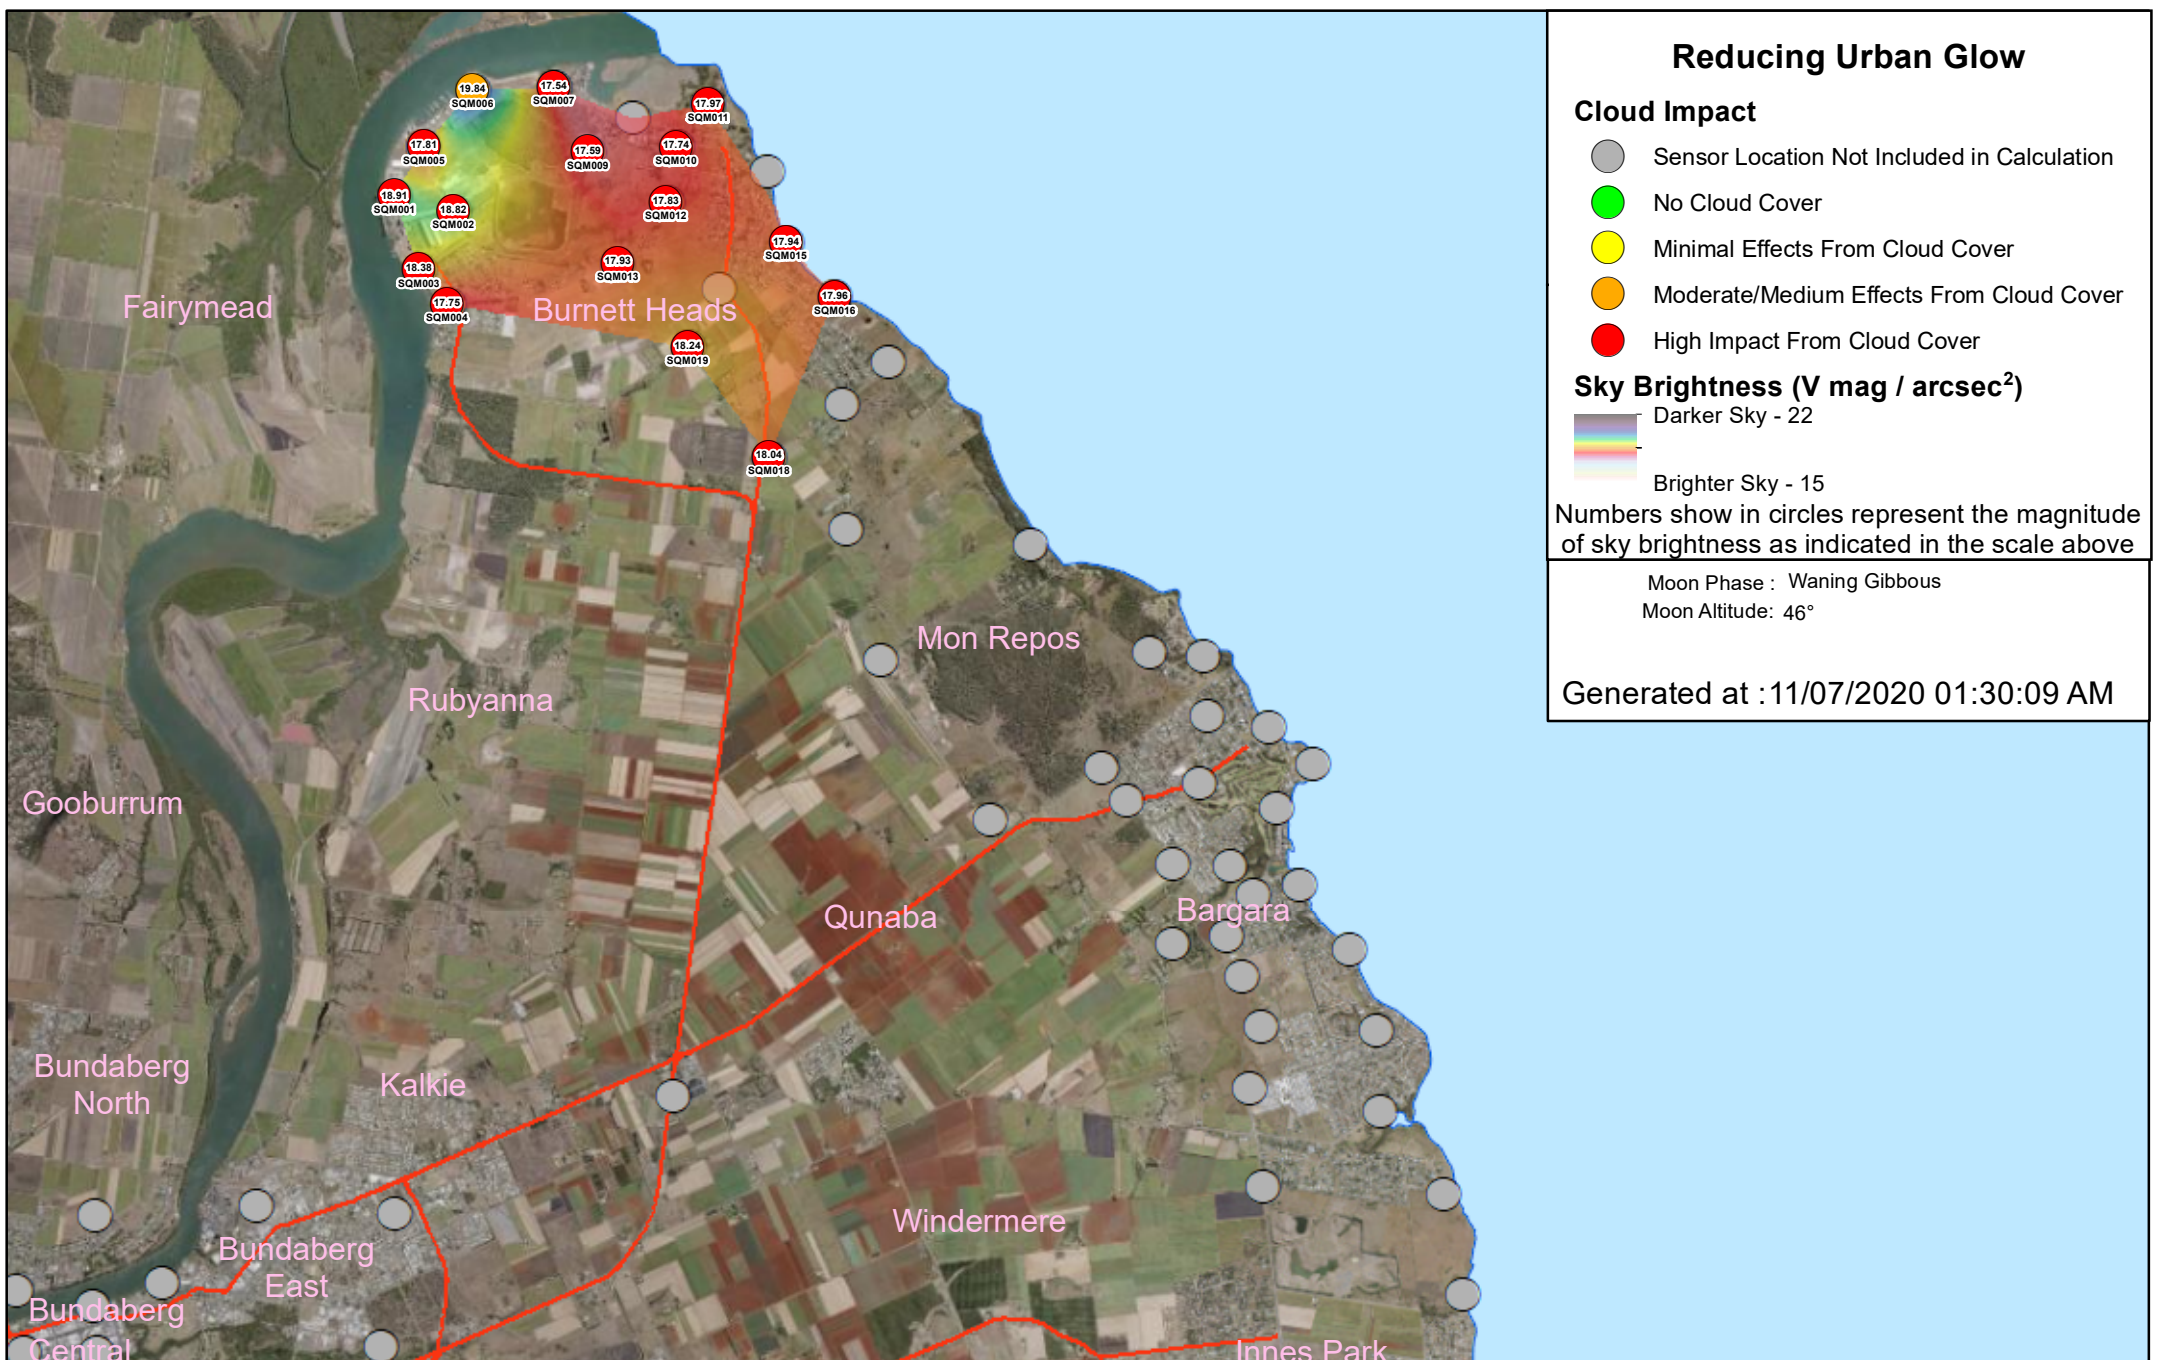 Reducing Urban Glow
Cloud Impact
Sensor Location Not Included in Calculation
No Cloud Cover
Minimal Effects From Cloud Cover
Moderate/Medium Effects From Cloud Cover
High Impact From Cloud Cover
Sky Brightness (V mag / arcsec²)
Darker Sky - 22
Brighter Sky - 15
Numbers show in circles represent the magnitude
of sky brightness as indicated in the scale above
Moon Phase : Waning Gibbous
Moon Altitude: 46°
Generated at :11/07/2020 01:30:09 AM
19.84
SQM006
17.54
SQM007
17.97
SQM011
17.81
SQM005
17.59
SQM009
17.74
SQM010
18.91
SQM001
18.82
SQM002
17.83
SQM012
17.94
SQM015
18.38
SQM003
17.93
SQM013
17.75
SQM004
17.96
SQM016
18.24
SQM019
18.04
SQM018
Fairymead
Burnett Heads
Mon Repos
Rubyanna
Gooburrum
Qunaba
Bargara
Bundaberg
North
Kalkie
Windermere
Bundaberg
East
Bundaberg
Central
Innes Park